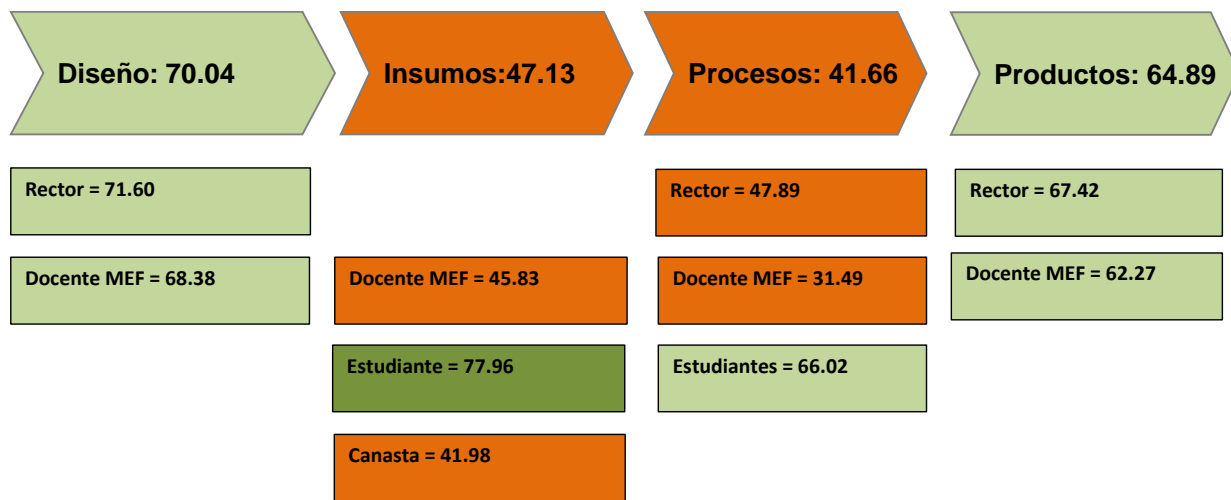 Diseño: 70.04
Insumos:47.13
Procesos: 41.66
Productos: 64.89
Rector = 71.60
Rector = 47.89
Rector = 67.42
Docente MEF = 68.38
Docente MEF = 45.83
Docente MEF = 31.49
Docente MEF = 62.27
Estudiante = 77.96
Estudiantes = 66.02
Canasta = 41.98